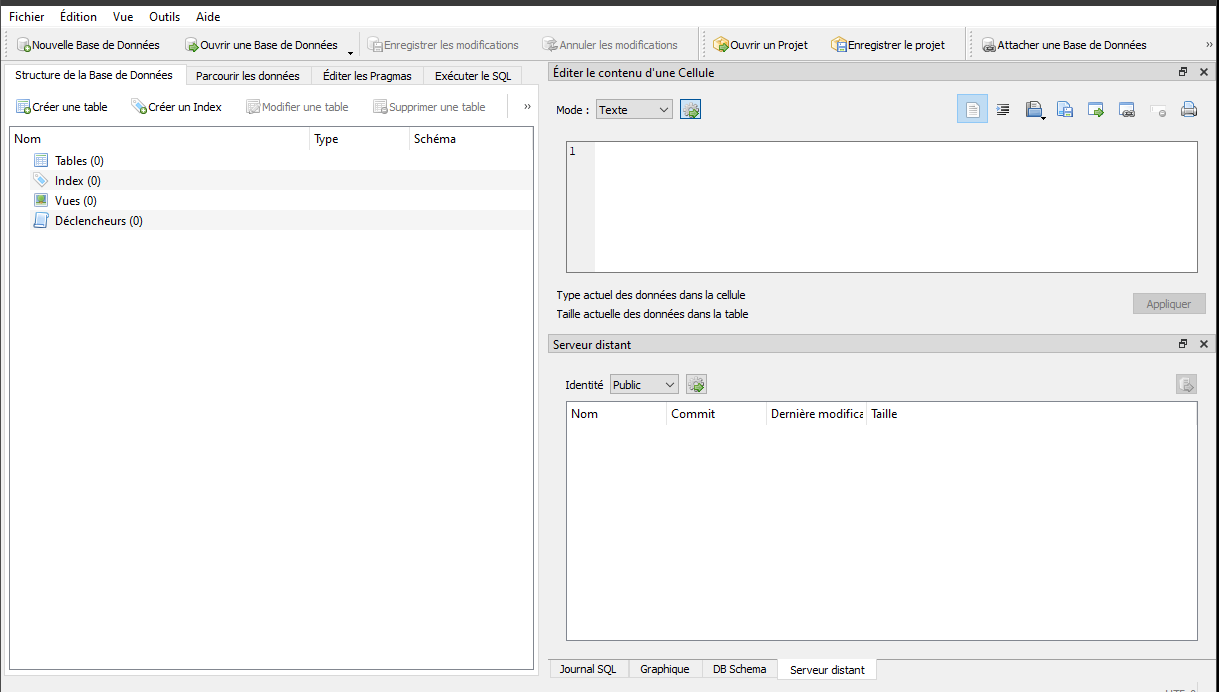 Fichier Édition Vue Outils Aide
Nouvelle Base de Données Ouvrir une Base de Données Enregistrer les modifications Annuler les modifications Ouvrir un Projet Enregistrer le projet Attacher une Base de Données »
Structure de la Base de Données Parcourir les données Éditer les Pragmas Exécuter le SQL
Créer une table Créer un Index Modifier une table Supprimer une table »
Nom Type Schéma
Tables (0)
Index (0)
Vues (0)
Déclencheurs (0)
Éditer le contenu d'une Cellule
Mode : Texte
1
Type actuel des données dans la cellule
Taille actuelle des données dans la table
Appliquer
Serveur distant
Identité Public
Nom Commit Dernière modifica Taille
Journal SQL Graphique DB Schema Serveur distant